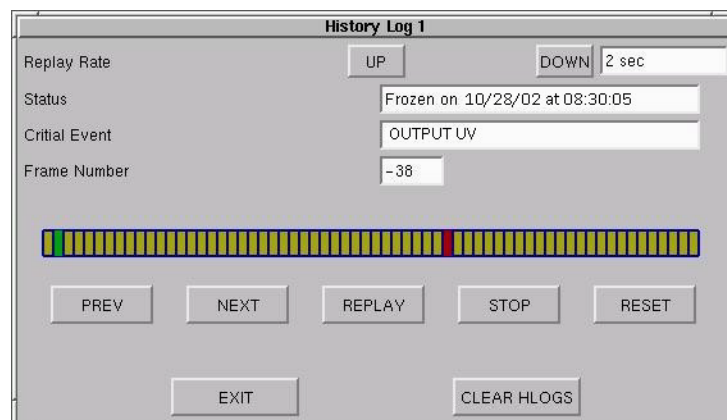 History Log 1
Replay Rate UP DOWN 2 sec
Status Frozen on 10/28/02 at 08:30:05
Critial Event OUTPUT UV
Frame Number -38
PREV NEXT REPLAY STOP RESET
EXIT CLEAR HLOGS